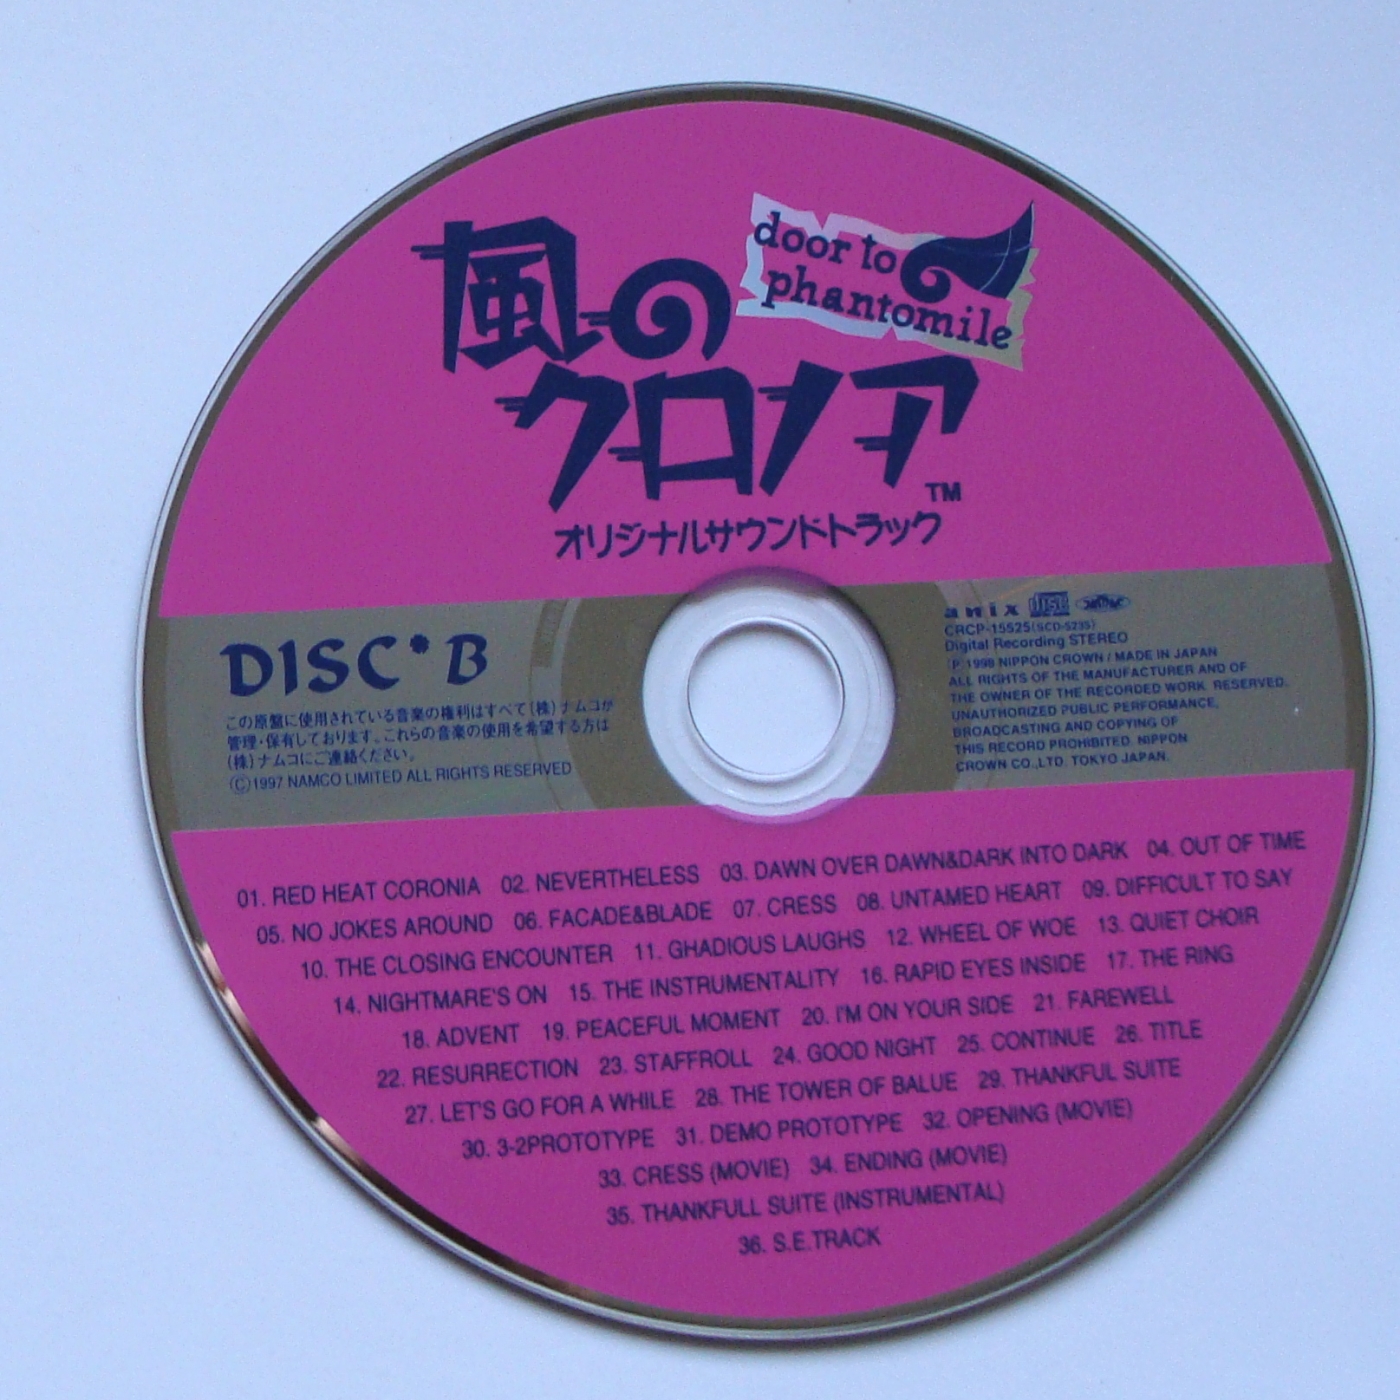 風の
door to
phantomile
クロノア
TM
オリジナルサウンドトラック
DISC*B
この原盤に使用されている音楽の権利はすべて(株)ナムコが
管理・保有しております。これらの音楽の使用を希望する方は
(株)ナムコにご連絡ください。
Ⓒ1997 NAMCO LIMITED ALL RIGHTS RESERVED
anix
CRCP-15525(SCD-5235)
Digital Recording STEREO
Ⓟ1998 NIPPON CROWN / MADE IN JAPAN
ALL RIGHTS OF THE MANUFACTURER AND OF
THE OWNER OF THE RECORDED WORK RESERVED.
UNAUTHORIZED PUBLIC PERFORMANCE,
BROADCASTING AND COPYING OF
THIS RECORD PROHIBITED. NIPPON
CROWN CO.,LTD. TOKYO JAPAN.
01. RED HEAT CORONIA 02. NEVERTHELESS 03. DAWN OVER DAWN&DARK INTO DARK 04. OUT OF TIME
05. NO JOKES AROUND 06. FACADE&BLADE 07. CRESS 08. UNTAMED HEART 09. DIFFICULT TO SAY
10. THE CLOSING ENCOUNTER 11. GHADIOUS LAUGHS 12. WHEEL OF WOE 13. QUIET CHOIR
14. NIGHTMARE'S ON 15. THE INSTRUMENTALITY 16. RAPID EYES INSIDE 17. THE RING
18. ADVENT 19. PEACEFUL MOMENT 20. I'M ON YOUR SIDE 21. FAREWELL
22. RESURRECTION 23. STAFFROLL 24. GOOD NIGHT 25. CONTINUE 26. TITLE
27. LET'S GO FOR A WHILE 28. THE TOWER OF BALUE 29. THANKFUL SUITE
30. 3-2PROTOTYPE 31. DEMO PROTOTYPE 32. OPENING (MOVIE)
33. CRESS (MOVIE) 34. ENDING (MOVIE)
35. THANKFULL SUITE (INSTRUMENTAL)
36. S.E.TRACK